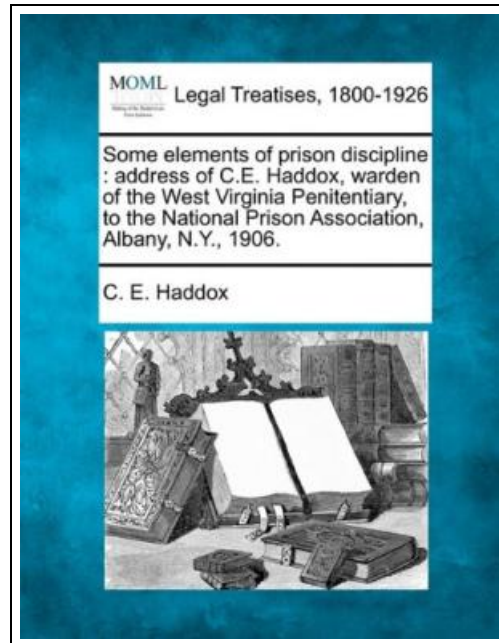 MOML
Legal Treatises, 1800-1926
Some elements of prison discipline
: address of C.E. Haddox, warden
of the West Virginia Penitentiary,
to the National Prison Association,
Albany, N.Y., 1906.
C. E. Haddox